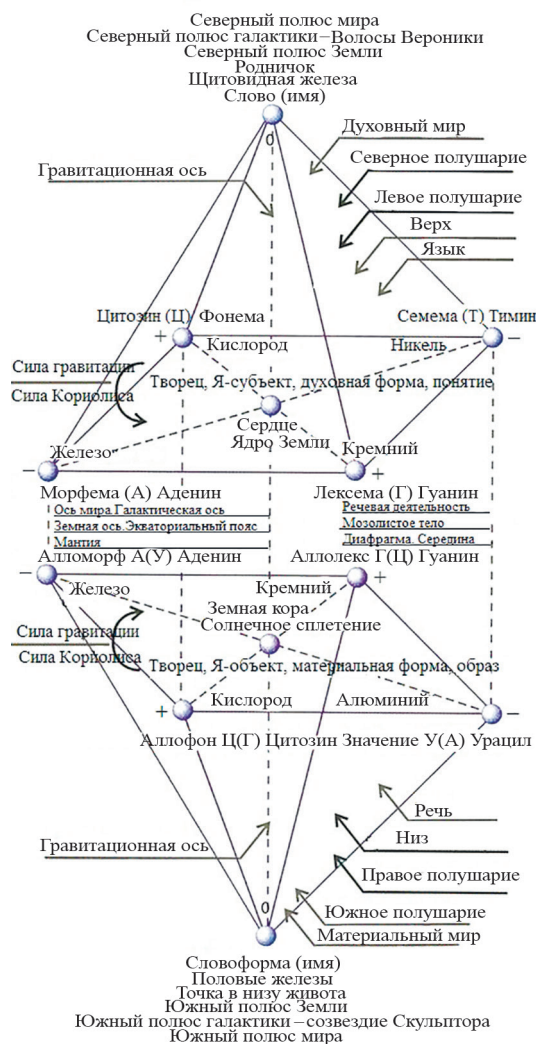 Северный полюс мира
Северный полюс галактики – Волосы Вероники
Северный полюс Земли
Родничок
Щитовидная железа
Слово (имя)
0
Духовный мир
Северное полушарие
Гравитационная ось
Левое полушарие
Верх
Язык
Цитозин (Ц) Фонема
Семема (Т) Тимин
+
Кислород
Никель
–
Сила гравитации
Сила Кориолиса
Творец, Я-субъект, духовная форма, понятие
Сердце
Ядро Земли
Железо
Кремний
–
+
Морфема (А) Аденин
Лексема (Г) Гуанин
Ось мира.Галактическая ось
Речевая деятельность
Земная ось.Экваториальный пояс
Мозолистое тело
Мантия
Диафрагма. Середина
Алломорф А(У) Аденин
Аллолекс Г(Ц) Гуанин
–
+
Железо
Кремний
Земная кора
Солнечное сплетение
Сила гравитации
Сила Кориолиса
Творец, Я-объект, материальная форма, образ
Кислород
Алюминий
+
–
Аллофон Ц(Г) Цитозин Значение У(А) Урацил
Речь
Гравитационная ось
Низ
Правое полушарие
0
Южное полушарие
Материальный мир
Словоформа (имя)
Половые железы
Точка в низу живота
Южный полюс Земли
Южный полюс галактики – созвездие Скульптора
Южный полюс мира